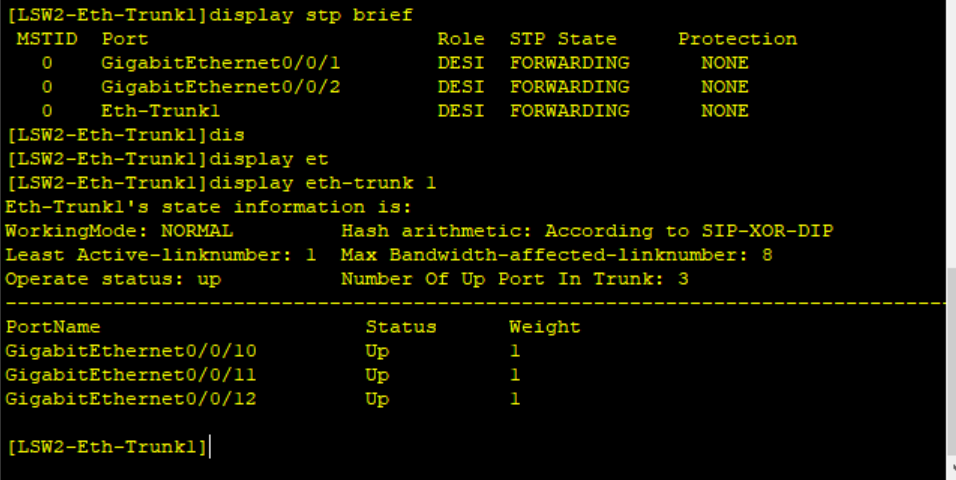 [LSW2-Eth-Trunk1]display stp brief
 MSTID  Port                        Role  STP State     Protection
   0    GigabitEthernet0/0/1        DESI  FORWARDING      NONE
   0    GigabitEthernet0/0/2        DESI  FORWARDING      NONE
   0    Eth-Trunk1                  DESI  FORWARDING      NONE
[LSW2-Eth-Trunk1]dis
[LSW2-Eth-Trunk1]display et
[LSW2-Eth-Trunk1]display eth-trunk 1
Eth-Trunk1's state information is:
WorkingMode: NORMAL         Hash arithmetic: According to SIP-XOR-DIP
Least Active-linknumber: 1  Max Bandwidth-affected-linknumber: 8
Operate status: up          Number Of Up Port In Trunk: 3
--------------------------------------------------------------------------------
PortName                      Status      Weight
GigabitEthernet0/0/10         Up          1
GigabitEthernet0/0/11         Up          1
GigabitEthernet0/0/12         Up          1
[LSW2-Eth-Trunk1]